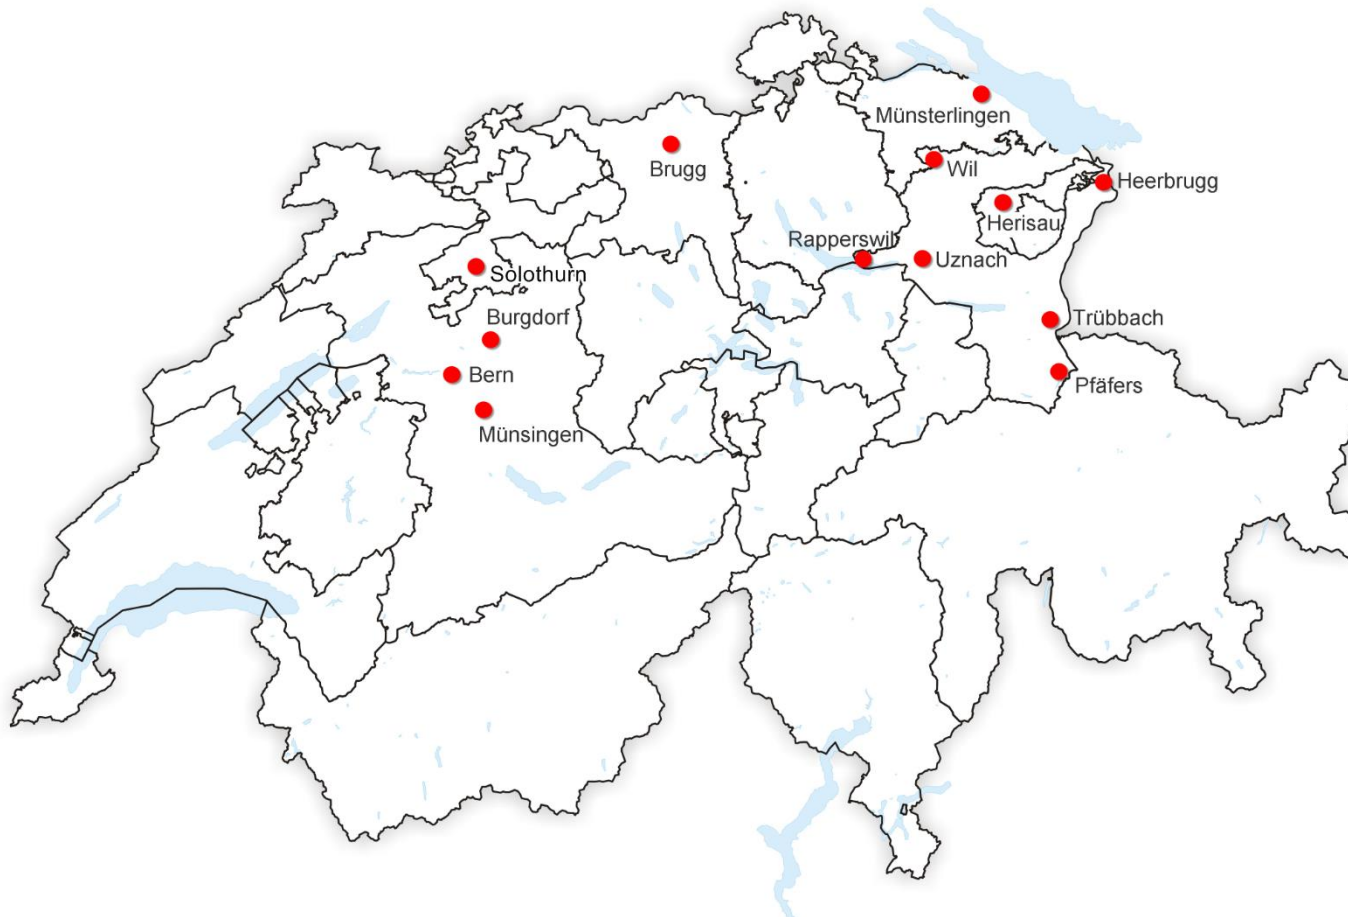 Münsterlingen
Brugg
Wil
Heerbrugg
Herisau
Rapperswil
Uznach
Solothurn
Burgdorf
Trübbach
Bern
Pfäfers
Münsingen